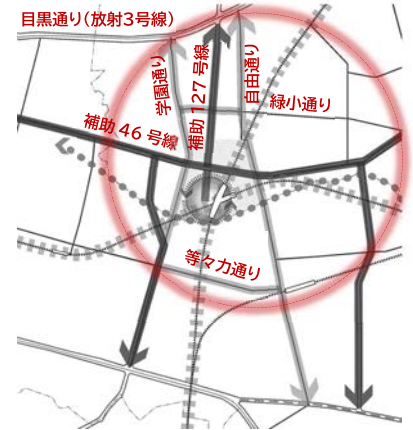 目黒通り(放射3号線)
学園通り
補助127号線
自由通り
緑小通り
補助46号線
等々力通り